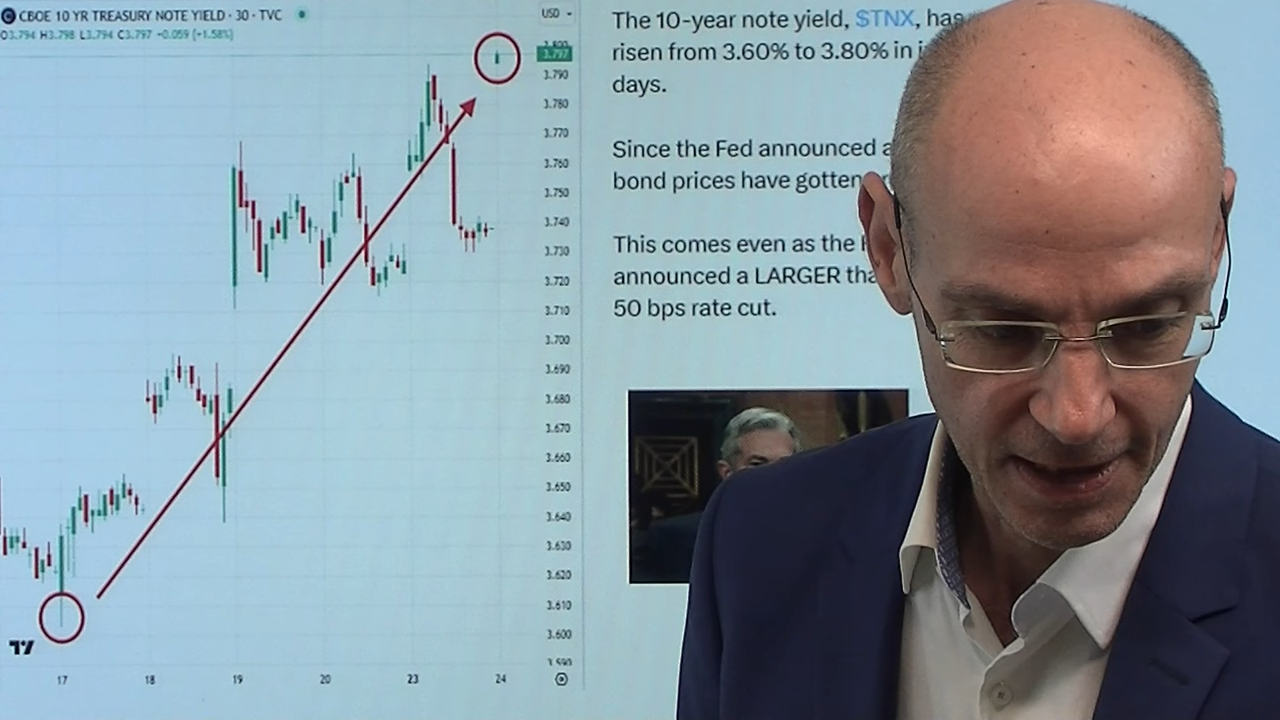 CBOE 10 YR TREASURY NOTE YIELD · 30 · TVC
O3.794 H3.798 L3.794 C3.797 -0.059 (-1.58%)
USD
3.797
3.790
3.780
3.770
3.760
3.750
3.740
3.730
3.720
3.710
3.700
3.690
3.680
3.670
3.660
3.650
3.640
3.630
3.620
3.610
3.600
3.590
17 18 19 20 23 24
The 10-year note yield, $TNX, has
risen from 3.60% to 3.80% in
days.
Since the Fed announced
bond prices have gotten
This comes even as the
announced a LARGER
50 bps rate cut.